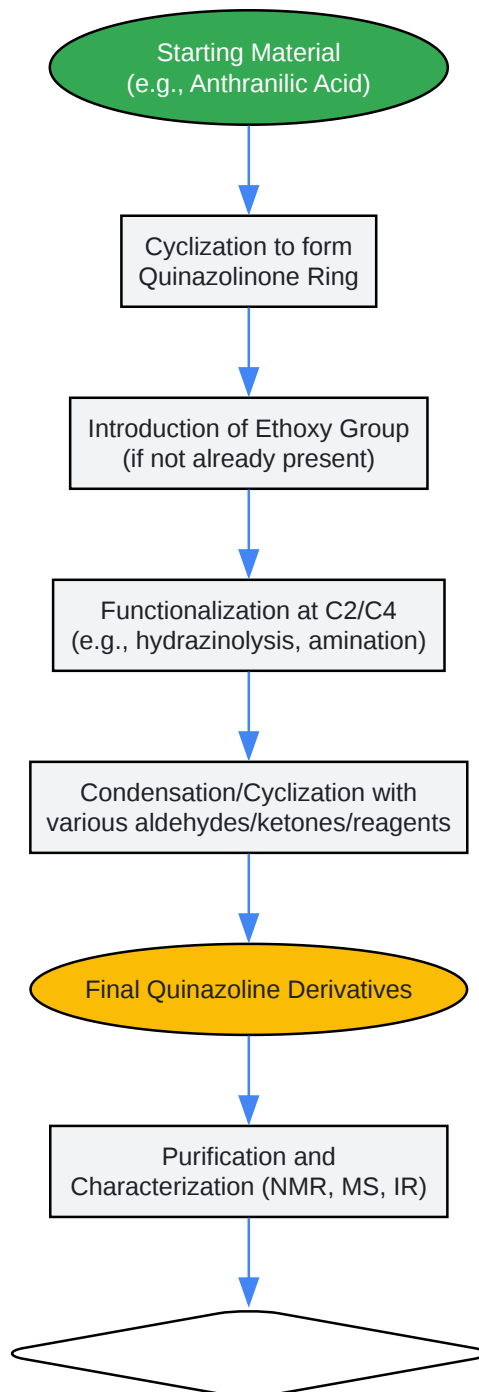 Starting Material
(e.g., Anthranilic Acid)
Cyclization to form
Quinazolinone Ring
Introduction of Ethoxy Group
(if not already present)
Functionalization at C2/C4
(e.g., hydrazinolysis, amination)
Condensation/Cyclization with
various aldehydes/ketones/reagents
Final Quinazoline Derivatives
Purification and
Characterization (NMR, MS, IR)